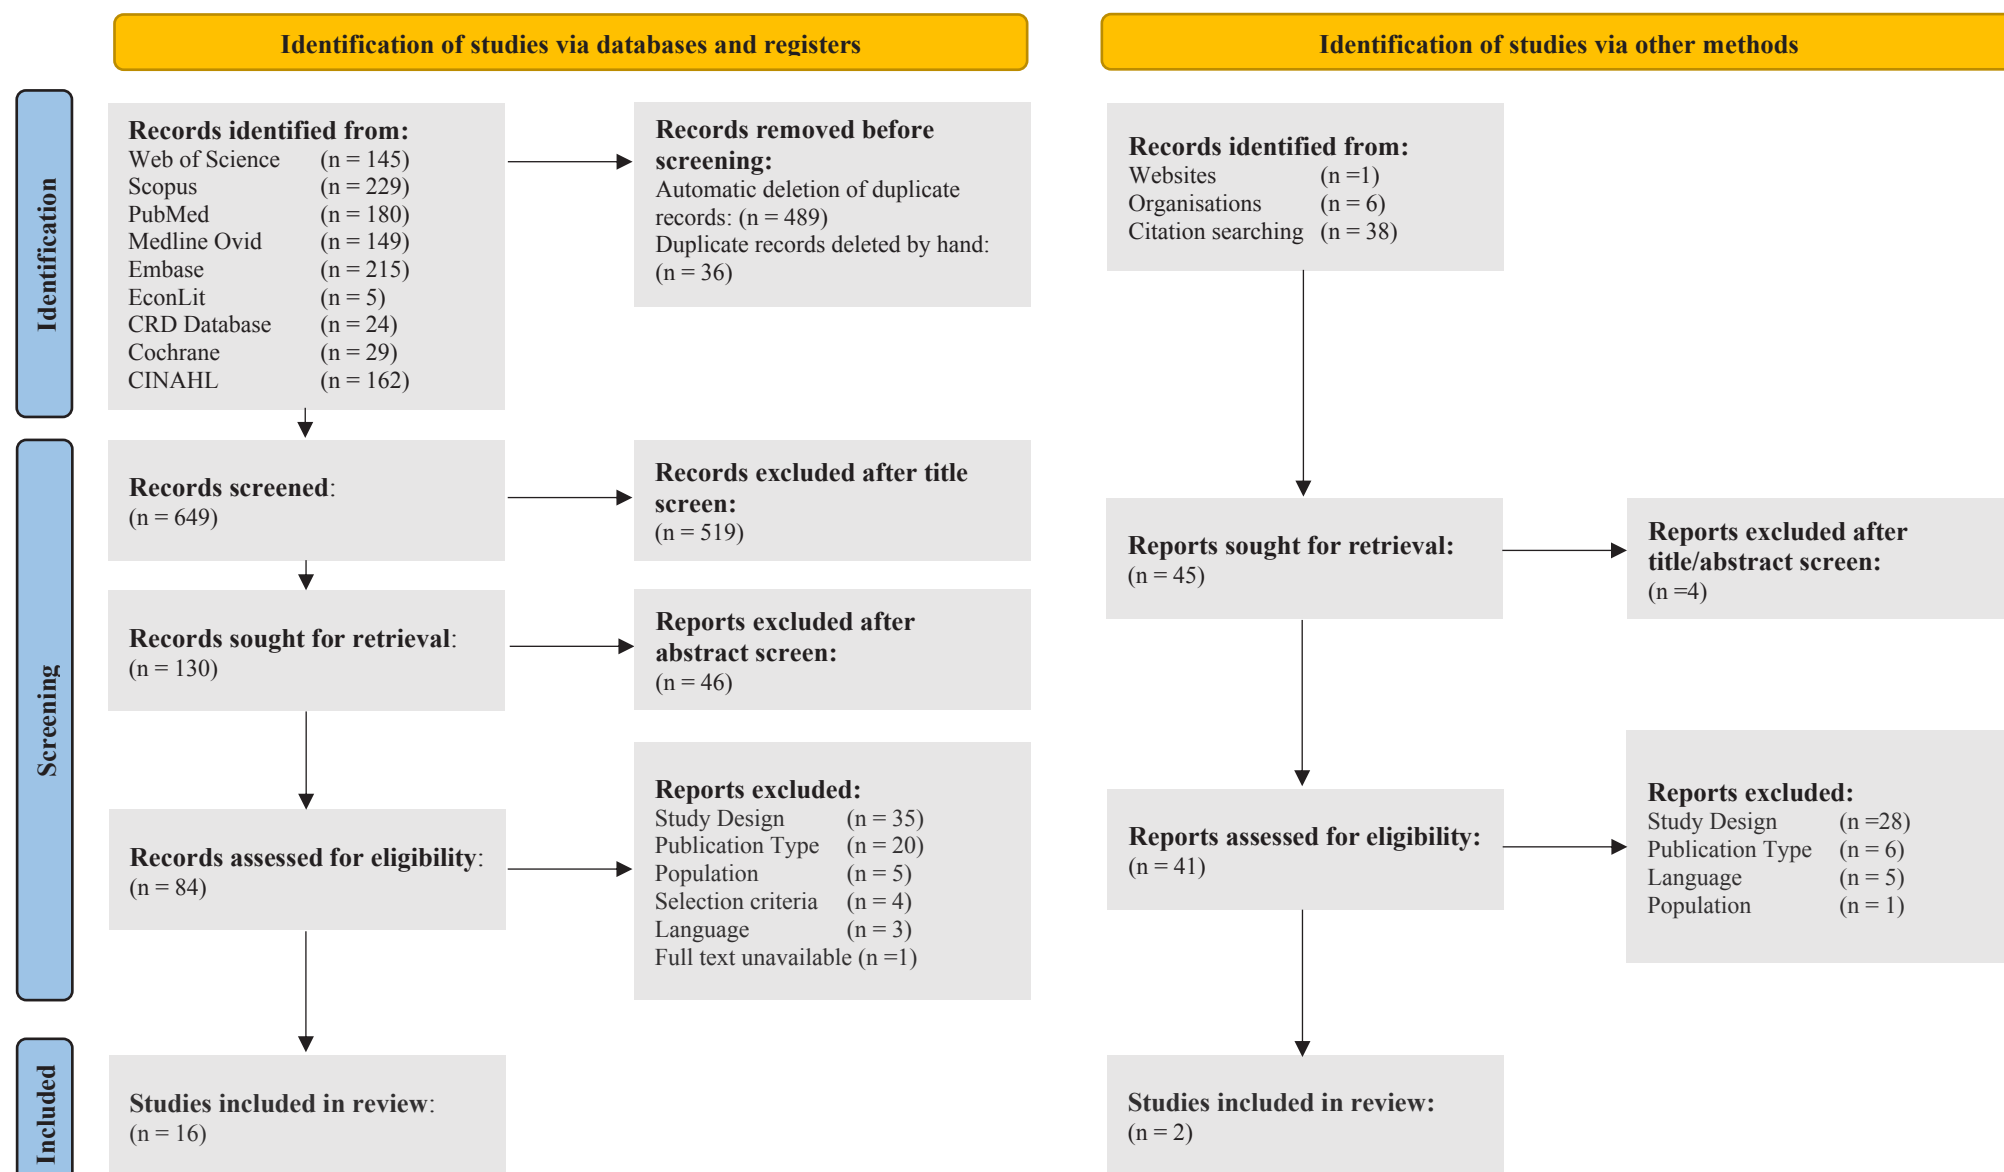 Identification of studies via databases and registers
Identification of studies via other methods
Identification
Records identified from:
Web of Science (n = 145)
Scopus (n = 229)
PubMed (n = 180)
Medline Ovid (n = 149)
Embase (n = 215)
EconLit (n = 5)
CRD Database (n = 24)
Cochrane (n = 29)
CINAHL (n = 162)
Records removed before
screening:
Automatic deletion of duplicate
records: (n = 489)
Duplicate records deleted by hand:
(n = 36)
Records identified from:
Websites (n =1)
Organisations (n = 6)
Citation searching (n = 38)
Screening
Records screened:
(n = 649)
Records excluded after title
screen:
(n = 519)
Records sought for retrieval:
(n = 130)
Reports excluded after
abstract screen:
(n = 46)
Records assessed for eligibility:
(n = 84)
Reports excluded:
Study Design (n = 35)
Publication Type (n = 20)
Population (n = 5)
Selection criteria (n = 4)
Language (n = 3)
Full text unavailable (n =1)
Reports sought for retrieval:
(n = 45)
Reports excluded after
title/abstract screen:
(n =4)
Reports assessed for eligibility:
(n = 41)
Reports excluded:
Study Design (n =28)
Publication Type (n = 6)
Language (n = 5)
Population (n = 1)
Included
Studies included in review:
(n = 16)
Studies included in review:
(n = 2)